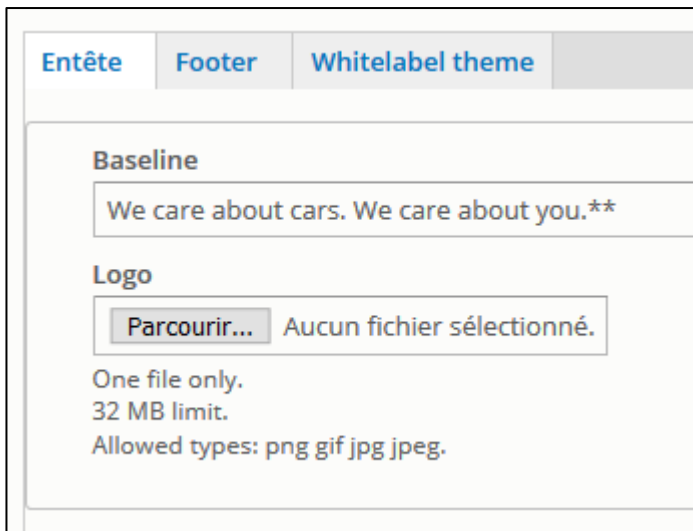 Entête Footer Whitelabel theme
Baseline
We care about cars. We care about you.**
Logo
Parcourir... Aucun fichier sélectionné.
One file only.
32 MB limit.
Allowed types: png gif jpg jpeg.